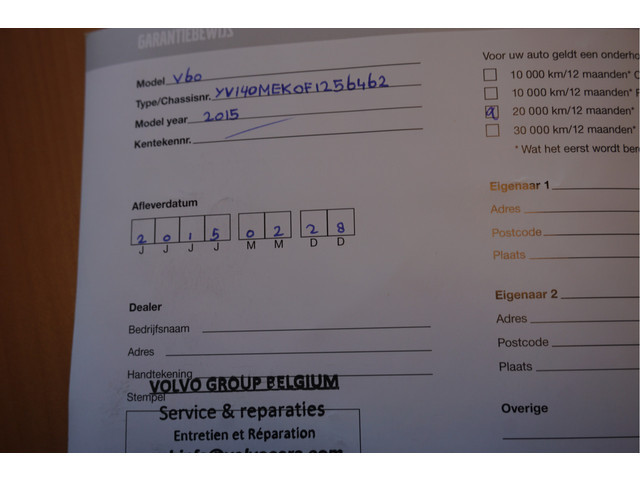 GARANTIEBEWIJS
Model V60
Type/Chassisnr. YV140MEK0F1256462
Model year 2015
Kentekennr.
Afleverdatum
2 0 1 5 0 2 2 8
J J J J M M D D
Dealer
Bedrijfsnaam
Adres
Handtekening
VOLVO GROUP BELGIUM
Stempel
Service & reparaties
Entretien et Réparation
Voor uw auto geldt een onderho
10 000 km/12 maanden* C
10 000 km/12 maanden* F
20 000 km/12 maanden*
30 000 km/12 maanden*
* Wat het eerst wordt ber
Eigenaar 1
Adres
Postcode
Plaats
Eigenaar 2
Adres
Postcode
Plaats
Overige